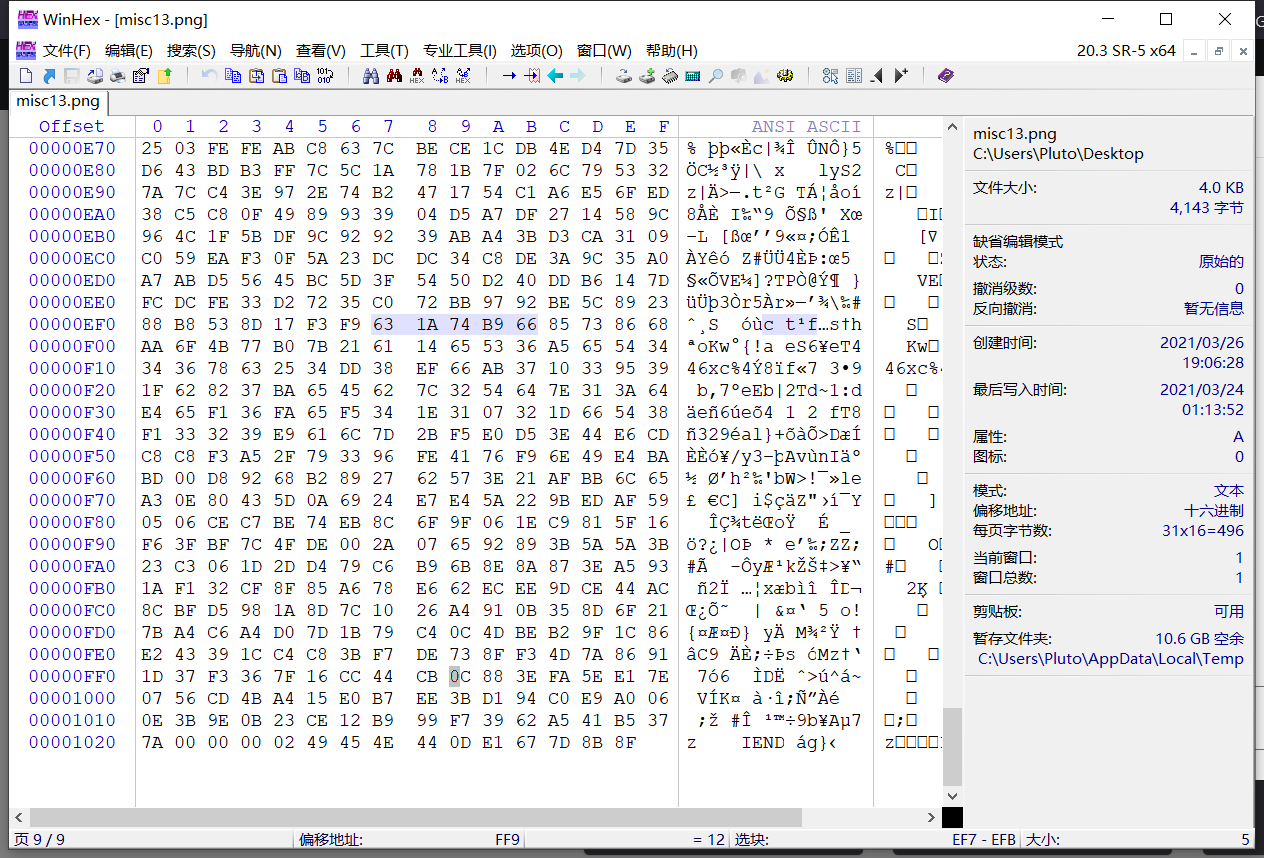 WinHex - [misc13.png]
文件(F) 编辑(E) 搜索(S) 导航(N) 查看(V) 工具(T) 专业工具(I) 选项(O) 窗口(W) 帮助(H) 20.3 SR-5 x64
misc13.png
Offset 0 1 2 3 4 5 6 7 8 9 A B C D E F ANSI ASCII
00000E70 25 03 FE FE AB C8 63 7C BE CE 1C DB 4E D4 7D 35 % þþ«Èc|¾Î ÛNÔ}5
00000E80 D6 43 BD B3 FF 7C 5C 1A 78 1B 7F 02 6C 79 53 32 ÖC½³ÿ|\ x lyS2
00000E90 7A 7C C4 3E 97 2E 74 B2 47 17 54 C1 A6 E5 6F ED z|Ä>—.t²G TÁ¦åoí
00000EA0 38 C5 C8 0F 49 89 93 39 04 D5 A7 DF 27 14 58 9C 8ÅÈ I‰“9 Õ§ß' Xœ
00000EB0 96 4C 1F 5B DF 9C 92 92 39 AB A4 3B D3 CA 31 09 –L [ßœ’’9«¤;ÓÊ1
00000EC0 C0 59 EA F3 0F 5A 23 DC DC 34 C8 DE 3A 9C 35 A0 ÀYêó Z#ÜÜ4ÈÞ:œ5
00000ED0 A7 AB D5 56 45 BC 5D 3F 54 50 D2 40 DD B6 14 7D §«ÕVE¼]?TPÒ@Ý¶ }
00000EE0 FC DC FE 33 D2 72 35 C0 72 BB 97 92 BE 5C 89 23 üÜþ3Òr5Àr»—’¾\‰#
00000EF0 88 B8 53 8D 17 F3 F9 63 1A 74 B9 66 85 73 86 68 ˆ¸S óùc t¹f…s†h
00000F00 AA 6F 4B 77 B0 7B 21 61 14 65 53 36 A5 65 54 34 ªoKw°{!a eS6¥eT4
00000F10 34 36 78 63 25 34 DD 38 EF 66 AB 37 10 33 95 39 46xc%4Ý8ïf«7 3•9
00000F20 1F 62 82 37 BA 65 45 62 7C 32 54 64 7E 31 3A 64 b‚7ºeEb|2Td~1:d
00000F30 E4 65 F1 36 FA 65 F5 34 1E 31 07 32 1D 66 54 38 äeñ6úeõ4 1 2 fT8
00000F40 F1 33 32 39 E9 61 6C 7D 2B F5 E0 D5 3E 44 E6 CD ñ329éal}+õàÕ>DæÍ
00000F50 C8 C8 F3 A5 2F 79 33 96 FE 41 76 F9 6E 49 E4 BA ÈÈó¥/y3–þAvùnIäº
00000F60 BD 00 D8 92 68 B2 89 27 62 57 3E 21 AF BB 6C 65 ½ Ø’h²‰'bW>!¯»le
00000F70 A3 0E 80 43 5D 0A 69 24 E7 E4 5A 22 9B ED AF 59 £ €C] i$çäZ"›í¯Y
00000F80 05 06 CE C7 BE 74 EB 8C 6F 9F 06 1E C9 81 5F 16 ÎÇ¾tëŒoŸ É _
00000F90 F6 3F BF 7C 4F DE 00 2A 07 65 92 89 3B 5A 5A 3B ö?¿|OÞ * e’‰;ZZ;
00000FA0 23 C3 06 1D 2D D4 79 C6 B9 6B 8E 8A 87 3E A5 93 #Ã -ÔyÆ¹kŽŠ‡>¥“
00000FB0 1A F1 32 CF 8F 85 A6 78 E6 62 EC EE 9D CE 44 AC ñ2Ï …¦xæbìî ÎD¬
00000FC0 8C BF D5 98 1A 8D 7C 10 26 A4 91 0B 35 8D 6F 21 Œ¿Õ˜ | &¤‘ 5 o!
00000FD0 7B A4 C6 A4 D0 7D 1B 79 C4 0C 4D BE B2 9F 1C 86 {¤Æ¤Ð} yÄ M¾²Ÿ †
00000FE0 E2 43 39 1C C4 C8 3B F7 DE 73 8F F3 4D 7A 86 91 âC9 ÄÈ;÷Þs óMz†‘
00000FF0 1D 37 F3 36 7F 16 CC 44 CB 0C 88 3E FA 5E E1 7E 7ó6 ÌDË ˆ>ú^á~
00001000 07 56 CD 4B A4 15 E0 B7 EE 3B D1 94 C0 E9 A0 06 VÍK¤ à·î;Ñ”Àé
00001010 0E 3B 9E 0B 23 CE 12 B9 99 F7 39 62 A5 41 B5 37 ;ž #Î ¹™÷9b¥Aµ7
00001020 7A 00 00 00 02 49 45 4E 44 0D E1 67 7D 8B 8F z IEND ág}‹
misc13.png
C:\Users\Pluto\Desktop
文件大小: 4.0 KB
4,143 字节
缺省编辑模式
状态: 原始的
撤消级数: 0
反向撤消: 暂无信息
创建时间: 2021/03/26
19:06:28
最后写入时间: 2021/03/24
01:13:52
属性: A
图标: 0
模式: 文本
偏移地址: 十六进制
每页字节数: 31x16=496
当前窗口: 1
窗口总数: 1
剪贴板: 可用
暂存文件夹: 10.6 GB 空余
C:\Users\Pluto\AppData\Local\Temp
页 9 / 9 偏移地址: FF9 = 12 选块: EF7 - EFB 大小: 5